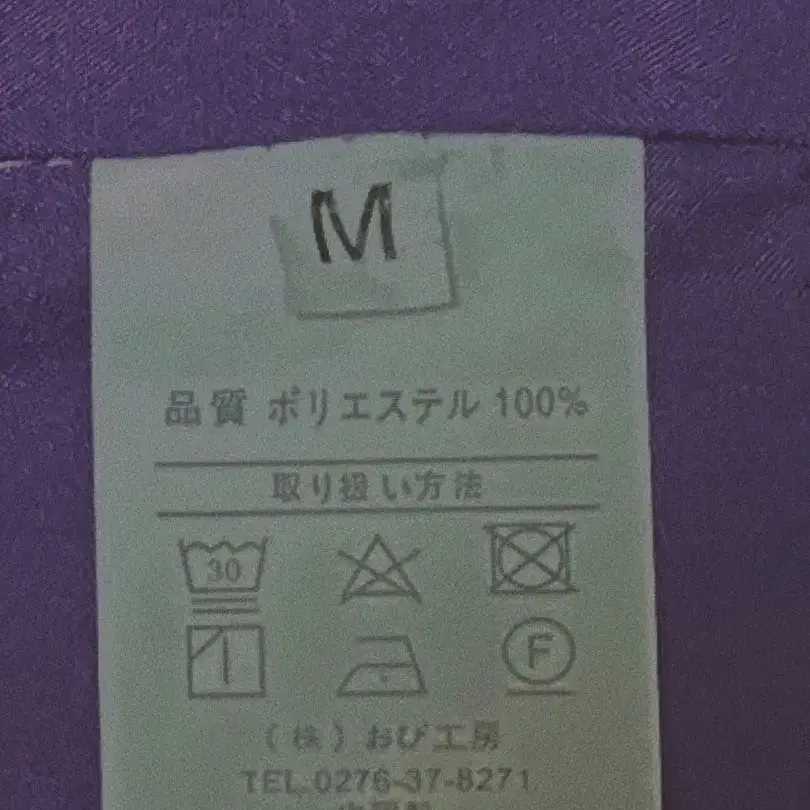 M
品質 ポリエステル 100%
取り扱い方法
30
F
(株)おび工房
TEL.0276-37-8271